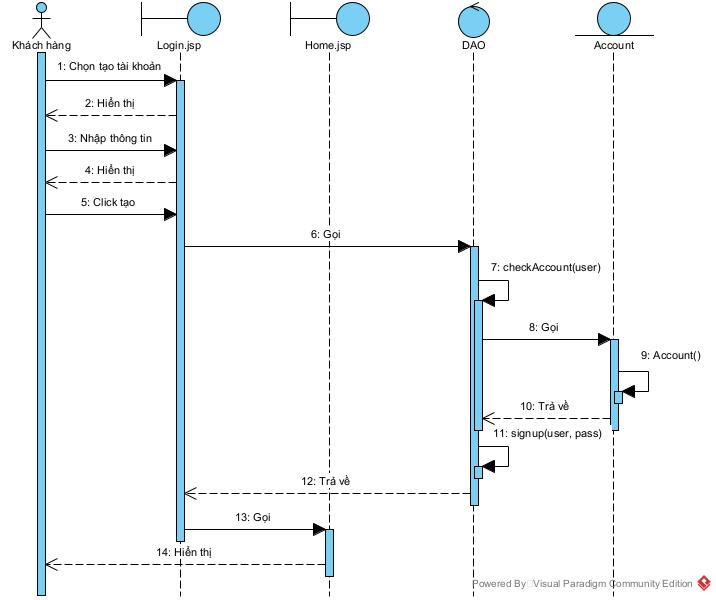 Khách hàng
Login.jsp
Home.jsp
DAO
Account
1: Chọn tạo tài khoản
2: Hiển thị
3: Nhập thông tin
4: Hiển thị
5: Click tạo
6: Gọi
7: checkAccount(user)
8: Gọi
9: Account()
10: Trả về
11: signup(user, pass)
12: Trả về
13: Gọi
14: Hiển thị
Powered By Visual Paradigm Community Edition